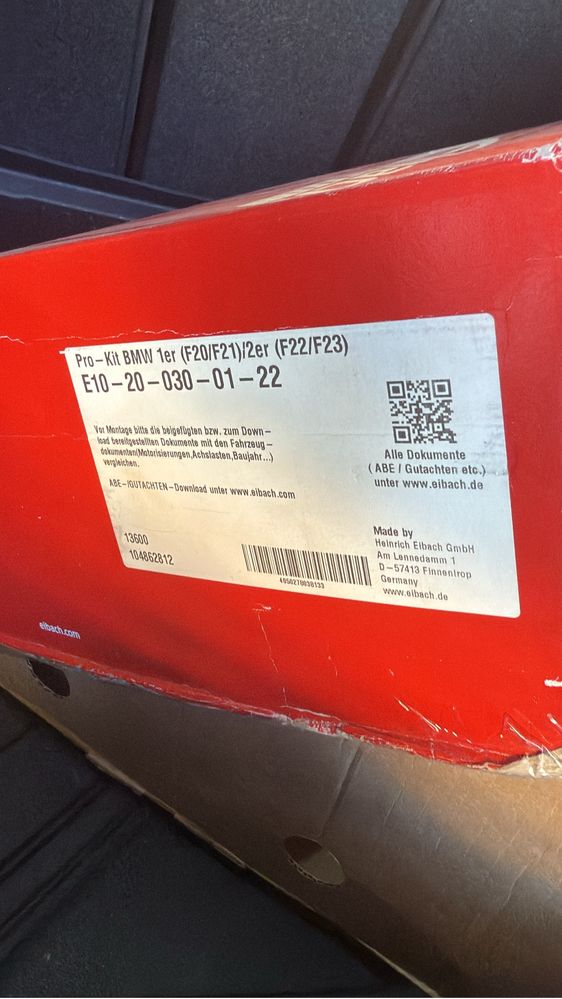 Pro-Kit BMW 1er (F20/F21)/2er (F22/F23)
E10-20-030-01-22
Vor Montage bitte die beigefügten bzw. zum Down-
load bereitgestellten Dokumente mit den Fahrzeug-
dokumenten(Motorisierungen,Achslasten,Baujahr...)
vergleichen.
ABE-/GUTACHTEN-Download unter www.eibach.com
Alle Dokumente
( ABE / Gutachten etc.)
unter www.eibach.de
13600
104862812
4050278038133
Made by
Heinrich Eibach GmbH
Am Lennedamm 1
D-57413 Finnentrop
Germany
www.eibach.de
eibach.com